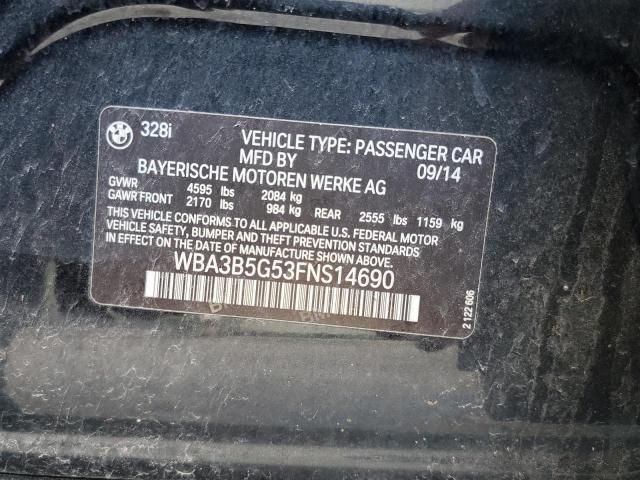 328i
VEHICLE TYPE: PASSENGER CAR
MFD BY 09/14
BAYERISCHE MOTOREN WERKE AG
GVWR 4595 lbs 2084 kg
GAWR FRONT 2170 lbs 984 kg REAR 2555 lbs 1159 kg
THIS VEHICLE CONFORMS TO ALL APPLICABLE U.S. FEDERAL MOTOR
VEHICLE SAFETY, BUMPER AND THEFT PREVENTION STANDARDS
IN EFFECT ON THE DATE OF MANUFACTURE SHOWN ABOVE.
WBA3B5G53FNS14690
2 122 606